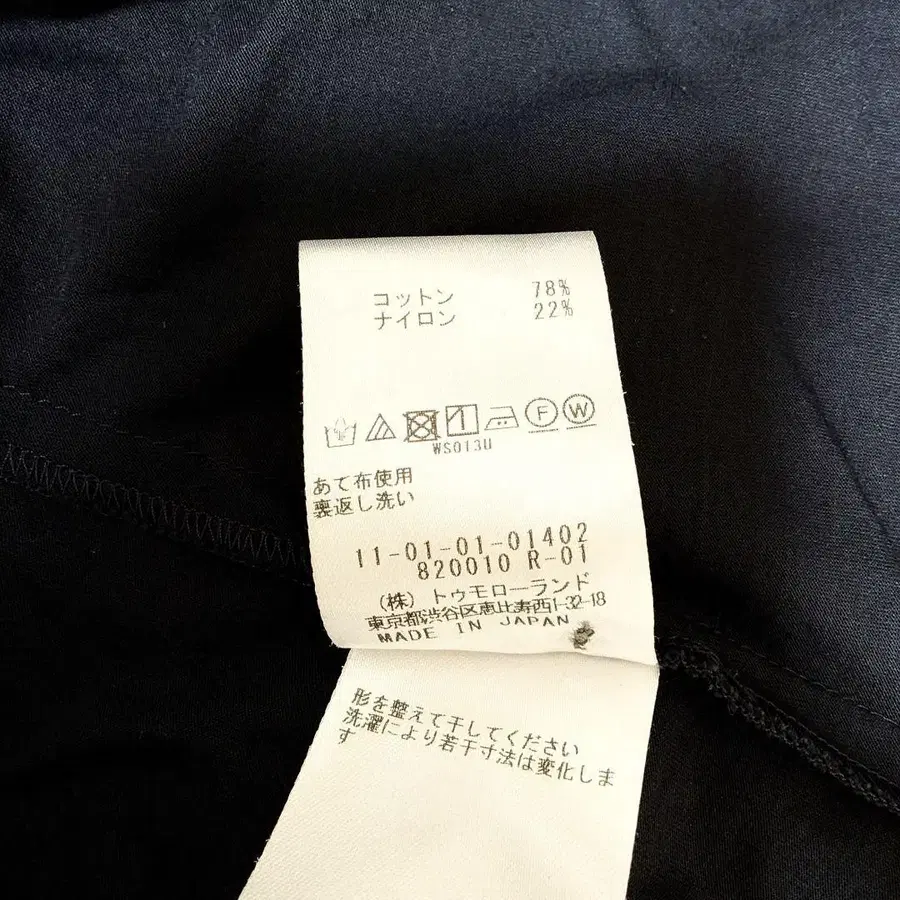 コットン 78%
ナイロン 22%
F W
WS013U
あて布使用
裏返し洗い
11-01-01-01402
820010 R-01
(株) トゥモローランド
東京都渋谷区恵比寿西1-32-18
MADE IN JAPAN
形を整えて干してください
洗濯により若干寸法は変化しま
す